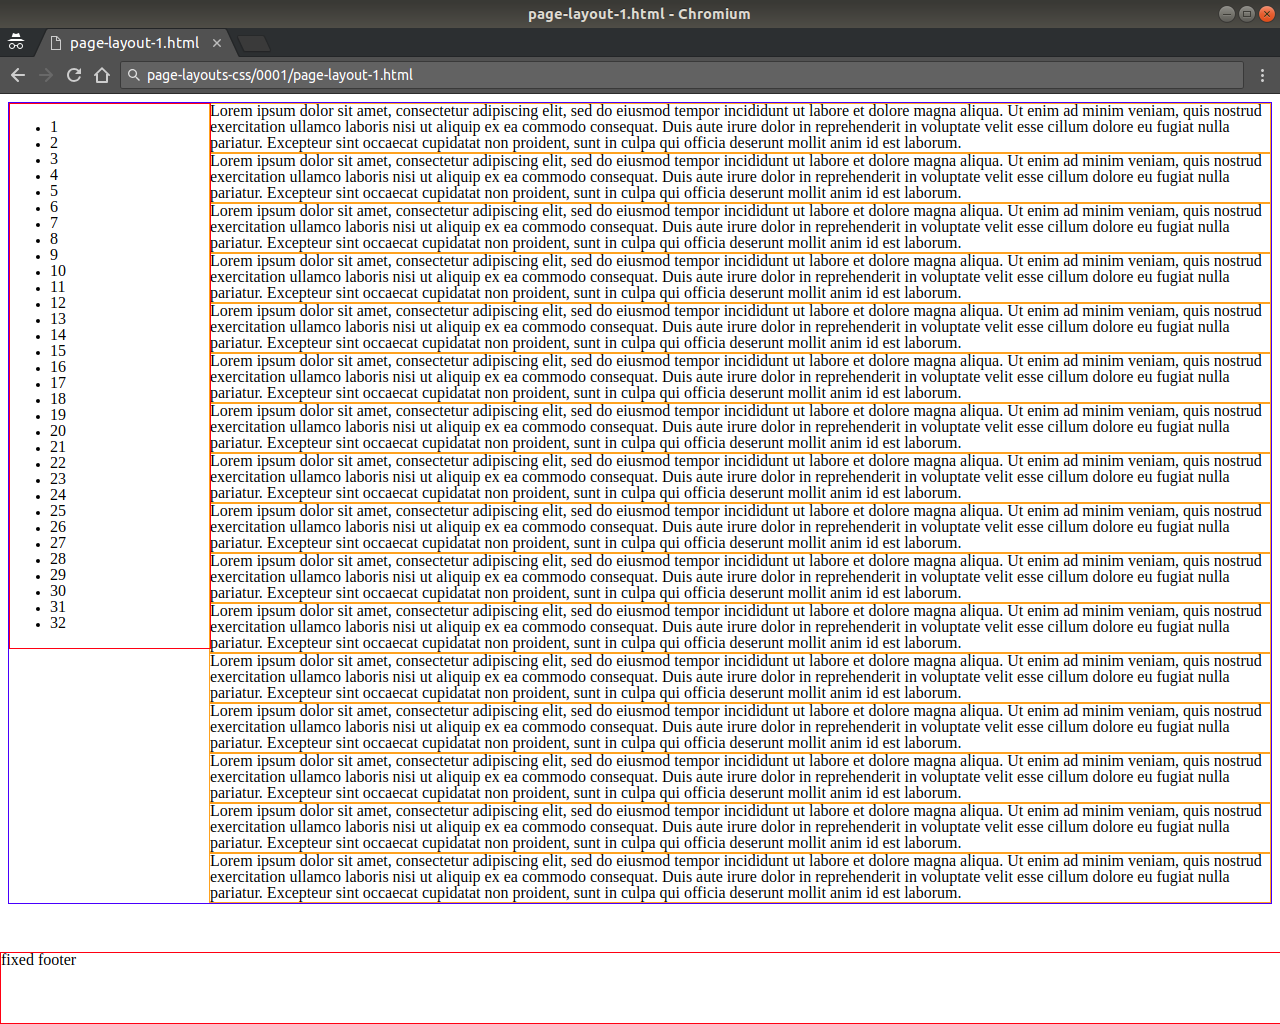 page-layout-1.html - Chromium
page-layout-1.html
page-layouts-css/0001/page-layout-1.html
1
2
3
4
5
6
7
8
9
10
11
12
13
14
15
16
17
18
19
20
21
22
23
24
25
26
27
28
29
30
31
32
Lorem ipsum dolor sit amet, consectetur adipiscing elit, sed do eiusmod tempor incididunt ut labore et dolore magna aliqua. Ut enim ad minim veniam, quis nostrud
exercitation ullamco laboris nisi ut aliquip ex ea commodo consequat. Duis aute irure dolor in reprehenderit in voluptate velit esse cillum dolore eu fugiat nulla
pariatur. Excepteur sint occaecat cupidatat non proident, sunt in culpa qui officia deserunt mollit anim id est laborum.
Lorem ipsum dolor sit amet, consectetur adipiscing elit, sed do eiusmod tempor incididunt ut labore et dolore magna aliqua. Ut enim ad minim veniam, quis nostrud
exercitation ullamco laboris nisi ut aliquip ex ea commodo consequat. Duis aute irure dolor in reprehenderit in voluptate velit esse cillum dolore eu fugiat nulla
pariatur. Excepteur sint occaecat cupidatat non proident, sunt in culpa qui officia deserunt mollit anim id est laborum.
Lorem ipsum dolor sit amet, consectetur adipiscing elit, sed do eiusmod tempor incididunt ut labore et dolore magna aliqua. Ut enim ad minim veniam, quis nostrud
exercitation ullamco laboris nisi ut aliquip ex ea commodo consequat. Duis aute irure dolor in reprehenderit in voluptate velit esse cillum dolore eu fugiat nulla
pariatur. Excepteur sint occaecat cupidatat non proident, sunt in culpa qui officia deserunt mollit anim id est laborum.
Lorem ipsum dolor sit amet, consectetur adipiscing elit, sed do eiusmod tempor incididunt ut labore et dolore magna aliqua. Ut enim ad minim veniam, quis nostrud
exercitation ullamco laboris nisi ut aliquip ex ea commodo consequat. Duis aute irure dolor in reprehenderit in voluptate velit esse cillum dolore eu fugiat nulla
pariatur. Excepteur sint occaecat cupidatat non proident, sunt in culpa qui officia deserunt mollit anim id est laborum.
Lorem ipsum dolor sit amet, consectetur adipiscing elit, sed do eiusmod tempor incididunt ut labore et dolore magna aliqua. Ut enim ad minim veniam, quis nostrud
exercitation ullamco laboris nisi ut aliquip ex ea commodo consequat. Duis aute irure dolor in reprehenderit in voluptate velit esse cillum dolore eu fugiat nulla
pariatur. Excepteur sint occaecat cupidatat non proident, sunt in culpa qui officia deserunt mollit anim id est laborum.
Lorem ipsum dolor sit amet, consectetur adipiscing elit, sed do eiusmod tempor incididunt ut labore et dolore magna aliqua. Ut enim ad minim veniam, quis nostrud
exercitation ullamco laboris nisi ut aliquip ex ea commodo consequat. Duis aute irure dolor in reprehenderit in voluptate velit esse cillum dolore eu fugiat nulla
pariatur. Excepteur sint occaecat cupidatat non proident, sunt in culpa qui officia deserunt mollit anim id est laborum.
Lorem ipsum dolor sit amet, consectetur adipiscing elit, sed do eiusmod tempor incididunt ut labore et dolore magna aliqua. Ut enim ad minim veniam, quis nostrud
exercitation ullamco laboris nisi ut aliquip ex ea commodo consequat. Duis aute irure dolor in reprehenderit in voluptate velit esse cillum dolore eu fugiat nulla
pariatur. Excepteur sint occaecat cupidatat non proident, sunt in culpa qui officia deserunt mollit anim id est laborum.
Lorem ipsum dolor sit amet, consectetur adipiscing elit, sed do eiusmod tempor incididunt ut labore et dolore magna aliqua. Ut enim ad minim veniam, quis nostrud
exercitation ullamco laboris nisi ut aliquip ex ea commodo consequat. Duis aute irure dolor in reprehenderit in voluptate velit esse cillum dolore eu fugiat nulla
pariatur. Excepteur sint occaecat cupidatat non proident, sunt in culpa qui officia deserunt mollit anim id est laborum.
Lorem ipsum dolor sit amet, consectetur adipiscing elit, sed do eiusmod tempor incididunt ut labore et dolore magna aliqua. Ut enim ad minim veniam, quis nostrud
exercitation ullamco laboris nisi ut aliquip ex ea commodo consequat. Duis aute irure dolor in reprehenderit in voluptate velit esse cillum dolore eu fugiat nulla
pariatur. Excepteur sint occaecat cupidatat non proident, sunt in culpa qui officia deserunt mollit anim id est laborum.
Lorem ipsum dolor sit amet, consectetur adipiscing elit, sed do eiusmod tempor incididunt ut labore et dolore magna aliqua. Ut enim ad minim veniam, quis nostrud
exercitation ullamco laboris nisi ut aliquip ex ea commodo consequat. Duis aute irure dolor in reprehenderit in voluptate velit esse cillum dolore eu fugiat nulla
pariatur. Excepteur sint occaecat cupidatat non proident, sunt in culpa qui officia deserunt mollit anim id est laborum.
Lorem ipsum dolor sit amet, consectetur adipiscing elit, sed do eiusmod tempor incididunt ut labore et dolore magna aliqua. Ut enim ad minim veniam, quis nostrud
exercitation ullamco laboris nisi ut aliquip ex ea commodo consequat. Duis aute irure dolor in reprehenderit in voluptate velit esse cillum dolore eu fugiat nulla
pariatur. Excepteur sint occaecat cupidatat non proident, sunt in culpa qui officia deserunt mollit anim id est laborum.
Lorem ipsum dolor sit amet, consectetur adipiscing elit, sed do eiusmod tempor incididunt ut labore et dolore magna aliqua. Ut enim ad minim veniam, quis nostrud
exercitation ullamco laboris nisi ut aliquip ex ea commodo consequat. Duis aute irure dolor in reprehenderit in voluptate velit esse cillum dolore eu fugiat nulla
pariatur. Excepteur sint occaecat cupidatat non proident, sunt in culpa qui officia deserunt mollit anim id est laborum.
Lorem ipsum dolor sit amet, consectetur adipiscing elit, sed do eiusmod tempor incididunt ut labore et dolore magna aliqua. Ut enim ad minim veniam, quis nostrud
exercitation ullamco laboris nisi ut aliquip ex ea commodo consequat. Duis aute irure dolor in reprehenderit in voluptate velit esse cillum dolore eu fugiat nulla
pariatur. Excepteur sint occaecat cupidatat non proident, sunt in culpa qui officia deserunt mollit anim id est laborum.
Lorem ipsum dolor sit amet, consectetur adipiscing elit, sed do eiusmod tempor incididunt ut labore et dolore magna aliqua. Ut enim ad minim veniam, quis nostrud
exercitation ullamco laboris nisi ut aliquip ex ea commodo consequat. Duis aute irure dolor in reprehenderit in voluptate velit esse cillum dolore eu fugiat nulla
pariatur. Excepteur sint occaecat cupidatat non proident, sunt in culpa qui officia deserunt mollit anim id est laborum.
Lorem ipsum dolor sit amet, consectetur adipiscing elit, sed do eiusmod tempor incididunt ut labore et dolore magna aliqua. Ut enim ad minim veniam, quis nostrud
exercitation ullamco laboris nisi ut aliquip ex ea commodo consequat. Duis aute irure dolor in reprehenderit in voluptate velit esse cillum dolore eu fugiat nulla
pariatur. Excepteur sint occaecat cupidatat non proident, sunt in culpa qui officia deserunt mollit anim id est laborum.
Lorem ipsum dolor sit amet, consectetur adipiscing elit, sed do eiusmod tempor incididunt ut labore et dolore magna aliqua. Ut enim ad minim veniam, quis nostrud
exercitation ullamco laboris nisi ut aliquip ex ea commodo consequat. Duis aute irure dolor in reprehenderit in voluptate velit esse cillum dolore eu fugiat nulla
pariatur. Excepteur sint occaecat cupidatat non proident, sunt in culpa qui officia deserunt mollit anim id est laborum.
fixed footer